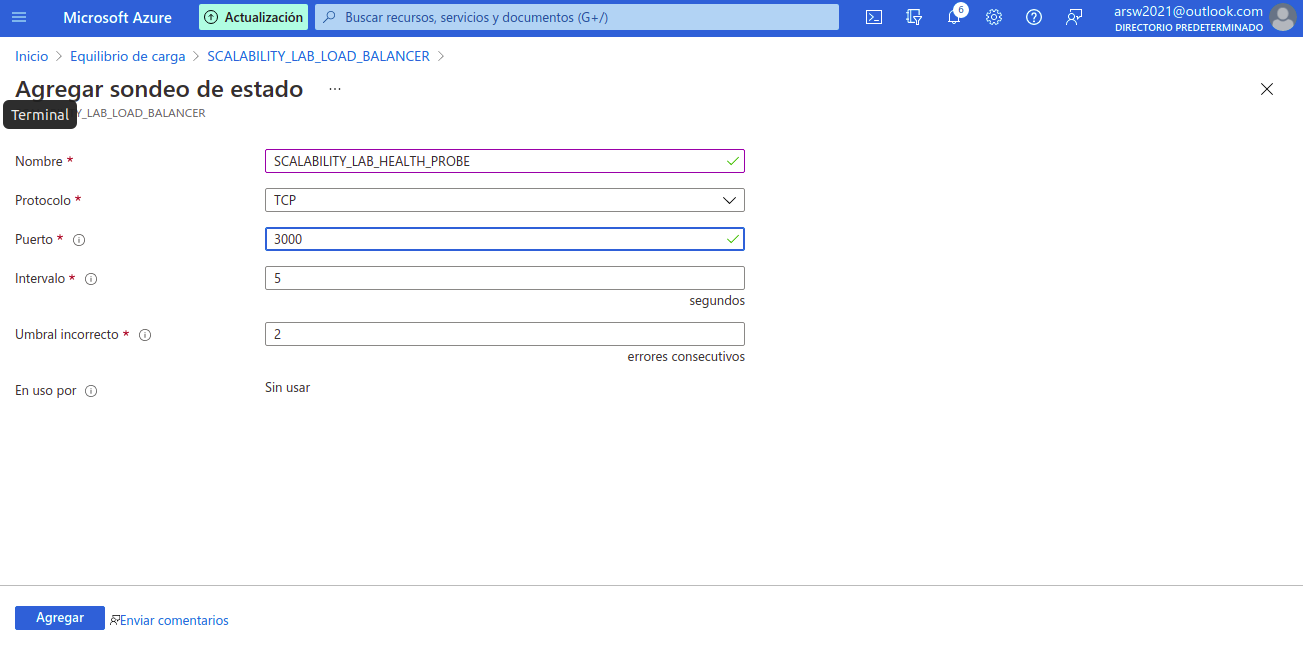 Microsoft Azure
Actualización
Buscar recursos, servicios y documentos (G+/)
6
arsw2021@outlook.com
DIRECTORIO PREDETERMINADO
Inicio > Equilibrio de carga > SCALABILITY_LAB_LOAD_BALANCER >
Agregar sondeo de estado ...
Terminal
Y_LAB_LOAD_BALANCER
Nombre * SCALABILITY_LAB_HEALTH_PROBE
Protocolo * TCP
Puerto * 3000
Intervalo * 5
segundos
Umbral incorrecto * 2
errores consecutivos
En uso por Sin usar
Agregar Enviar comentarios